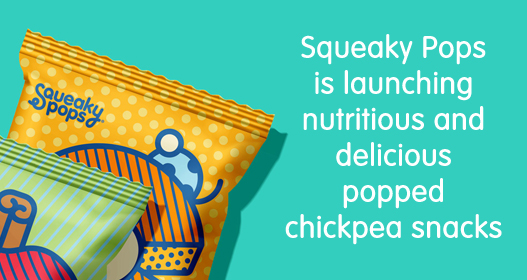 Squeaky
pops
Squeaky Pops
is launching
nutritious and
delicious
popped
chickpea snacks